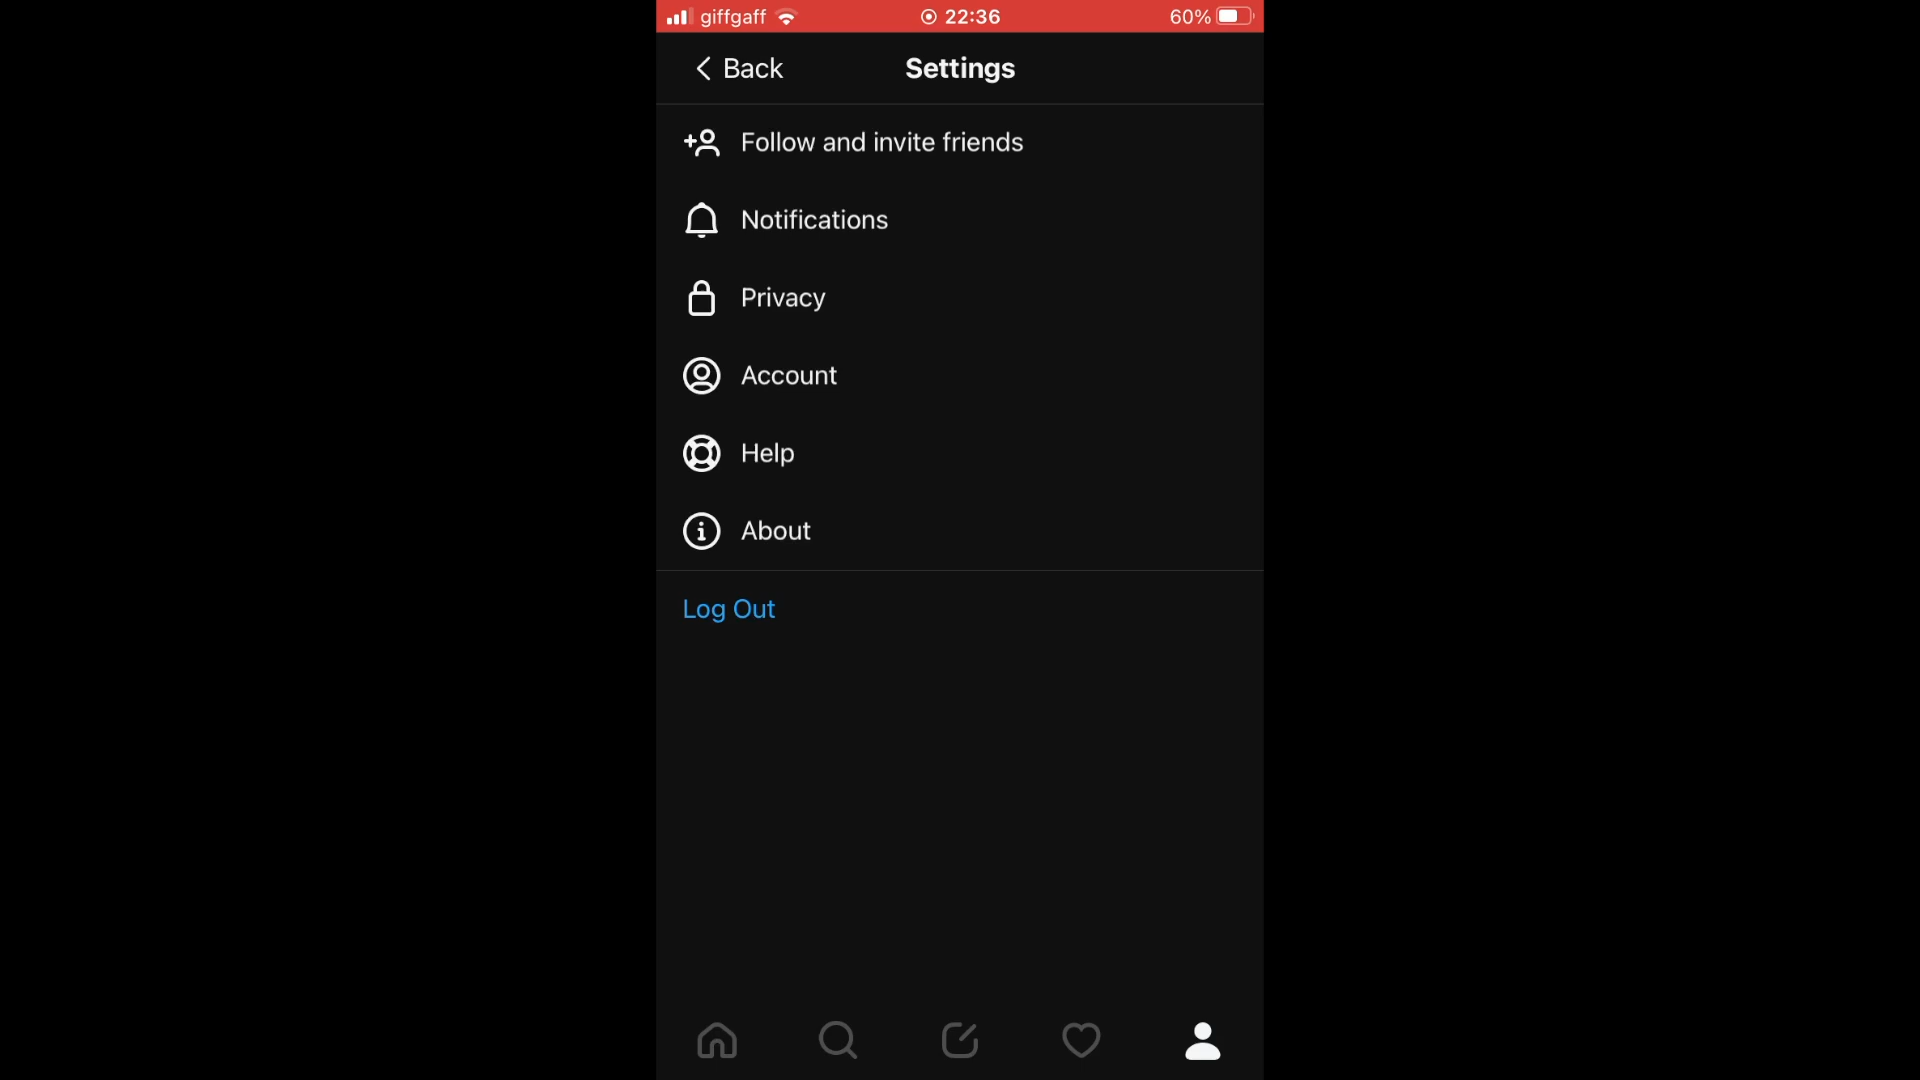 giffgaff 22:36 60%
Back Settings
Follow and invite friends
Notifications
Privacy
Account
Help
About
Log Out